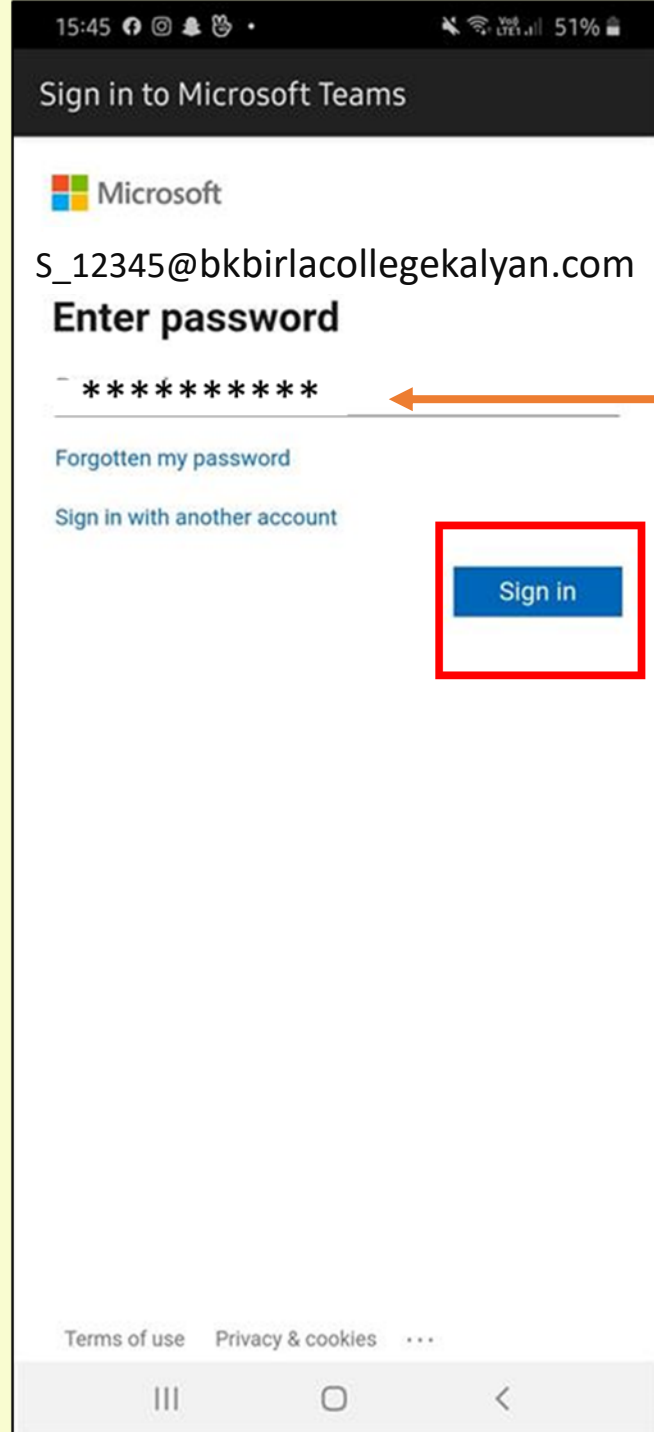 15:45 51%
Sign in to Microsoft Teams
Microsoft
S_12345@bkbirlacollegekalyan.com
Enter password
**********
Forgotten my password
Sign in with another account
Sign in
Terms of use Privacy & cookies ...